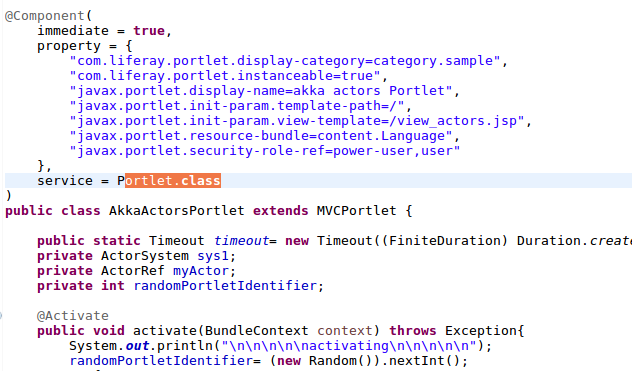 @Component(
    immediate = true,
    property = {
        "com.liferay.portlet.display-category=category.sample",
        "com.liferay.portlet.instanceable=true",
        "javax.portlet.display-name=akka actors Portlet",
        "javax.portlet.init-param.template-path=/",
        "javax.portlet.init-param.view-template=/view_actors.jsp",
        "javax.portlet.resource-bundle=content.Language",
        "javax.portlet.security-role-ref=power-user,user"
    },
    service = Portlet.class
)
public class AkkaActorsPortlet extends MVCPortlet {
    public static Timeout timeout= new Timeout((FiniteDuration) Duration.create
    private ActorSystem sys1;
    private ActorRef myActor;
    private int randomPortletIdentifier;
    @Activate
    public void activate(BundleContext context) throws Exception{
        System.out.println("\n\n\n\n\nactivating\n\n\n\n\n");
        randomPortletIdentifier= (new Random()).nextInt();